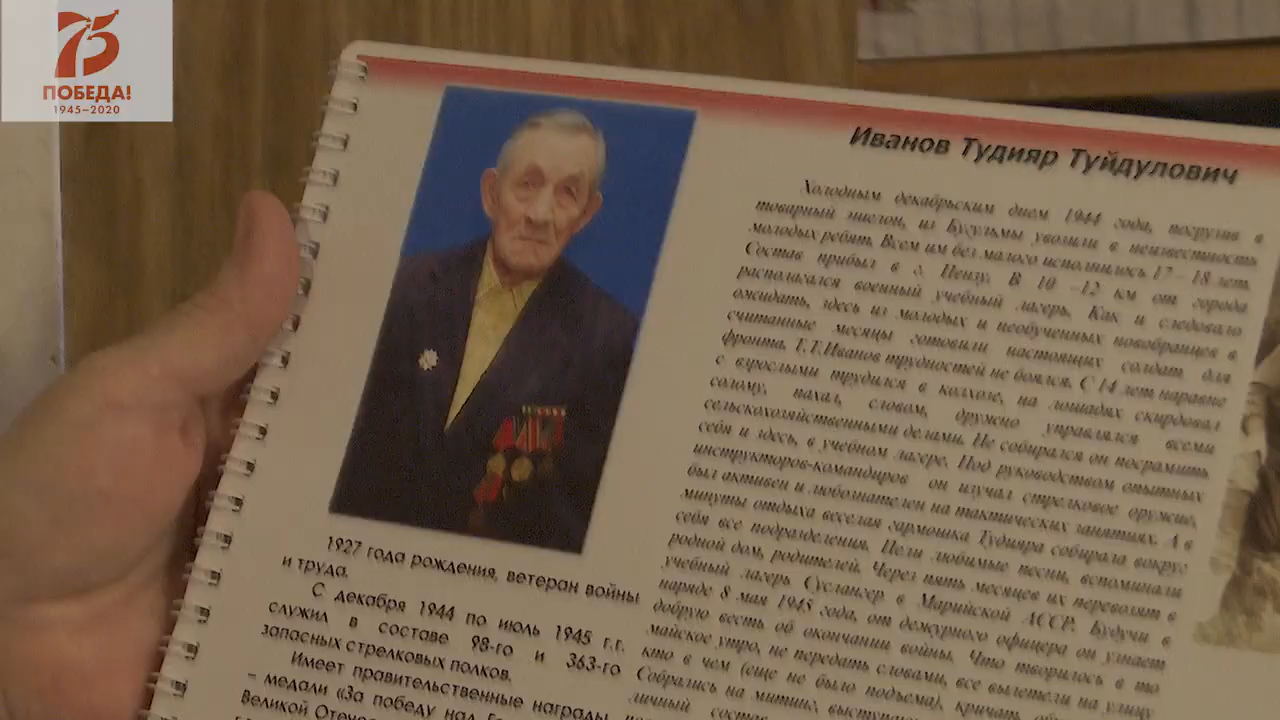 75
ПОБЕДА!
1945–2020
Иванов Тудияр Туйдулович
1927 года рождения, ветеран войны
и труда.
С декабря 1944 по июль 1945 г.г.
служил в составе 98-го и 363-го
запасных стрелковых полков.
Имеет правительственные награды
– медали «За победу над
Великой
Холодным декабрьским днем 1944 года, погрузив в
товарный эшелон, из Бугульмы увозили в неизвестность
молодых ребят. Всем им без малого исполнилось 17 – 18 лет.
Состав прибыл в г. Пензу. В 10 –12 км от города
располагался военный учебный лагерь. Как и следовало
ожидать, здесь из молодых и необученных новобранцев в
считанные месяцы готовили настоящих солдат для
фронта. Т.Т.Иванов трудностей не боялся. С 14 лет наравне
с взрослыми трудился в колхозе, на лошадях скирдовал
солому, пахал, словом, дружно управлялся всеми
сельскохозяйственными делами. Не собирался он посрамить
себя и здесь, в учебном лагере. Под руководством опытных
инструкторов-командиров он изучал стрелковое оружие,
был активен и любознателен на тактических занятиях. А в
минуты отдыха веселая гармошка Тудияра собирала вокруг
себя все подразделения. Пели любимые песни, вспоминали
родной дом, родителей. Через пять месяцев их переводят в
учебный лагерь Суслангер в Марийской АССР. Будучи в
наряде 8 мая 1945 года, от дежурного офицера он узнает
добрую весть об окончании войны. Что творилось в то
майское утро, не передать словами, все вылетели на улицу
кто в чем (еще не было подъема), кричать
Собрались на митинг,
личный